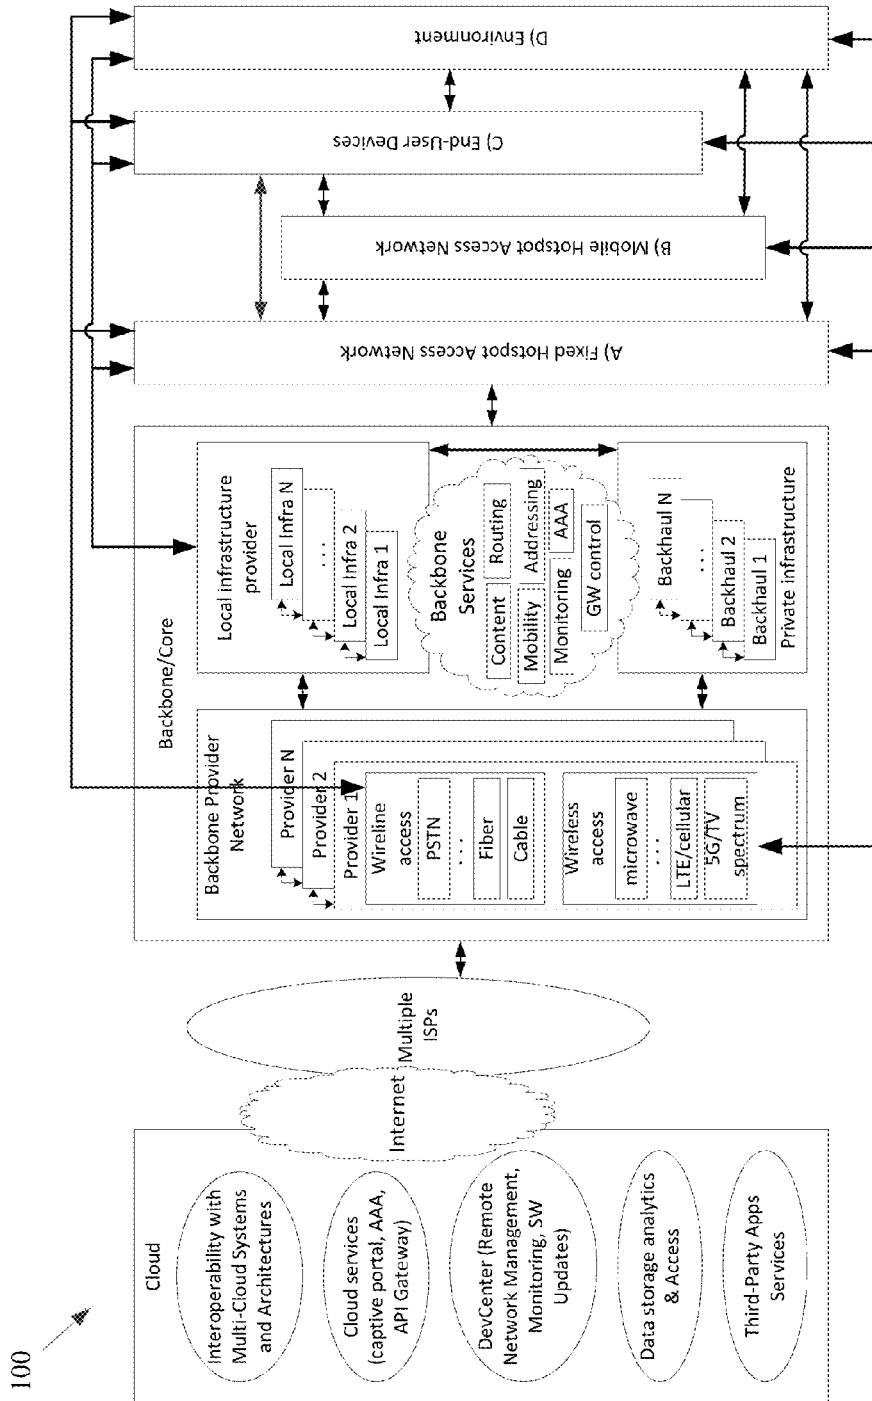 100
Cloud
Interoperability with
Multi-Cloud Systems
and Architectures
Cloud services
(captive portal, AAA,
API Gateway)
DevCenter (Remote
Network Management,
Monitoring, SW
Updates)
Data storage analytics
& Access
Third-Party Apps
Services
Internet
Multiple
ISPs
Backbone/Core
Backbone Provider
Network
Provider N
Provider 2
Provider 1
Wireline
access
PSTN
...
Fiber
Cable
Wireless
access
microwave
...
LTE/cellular
5G/TV
spectrum
Local infrastructure
provider
Local Infra N
...
Local Infra 2
Local Infra 1
Backbone
Services
Content
Routing
Mobility
Addressing
Monitoring
AAA
GW control
Backhaul N
...
Backhaul 2
Backhaul 1
Private infrastructure
A) Fixed Hotspot Access Network
B) Mobile Hotspot Access Network
C) End-User Devices
D) Environment